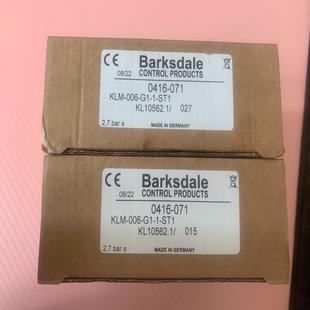 CE Barksdale
08/22 CONTROL PRODUCTS
0416-071
KLM-006-G1-1-ST1
KL10562.1/ 027
2,7 bar s MADE IN GERMANY
CE Barksdale
08/22 CONTROL PRODUCTS
0416-071
KLM-006-G1-1-ST1
KL10562.1/ 015
2,7 bar s MADE IN GERMANY